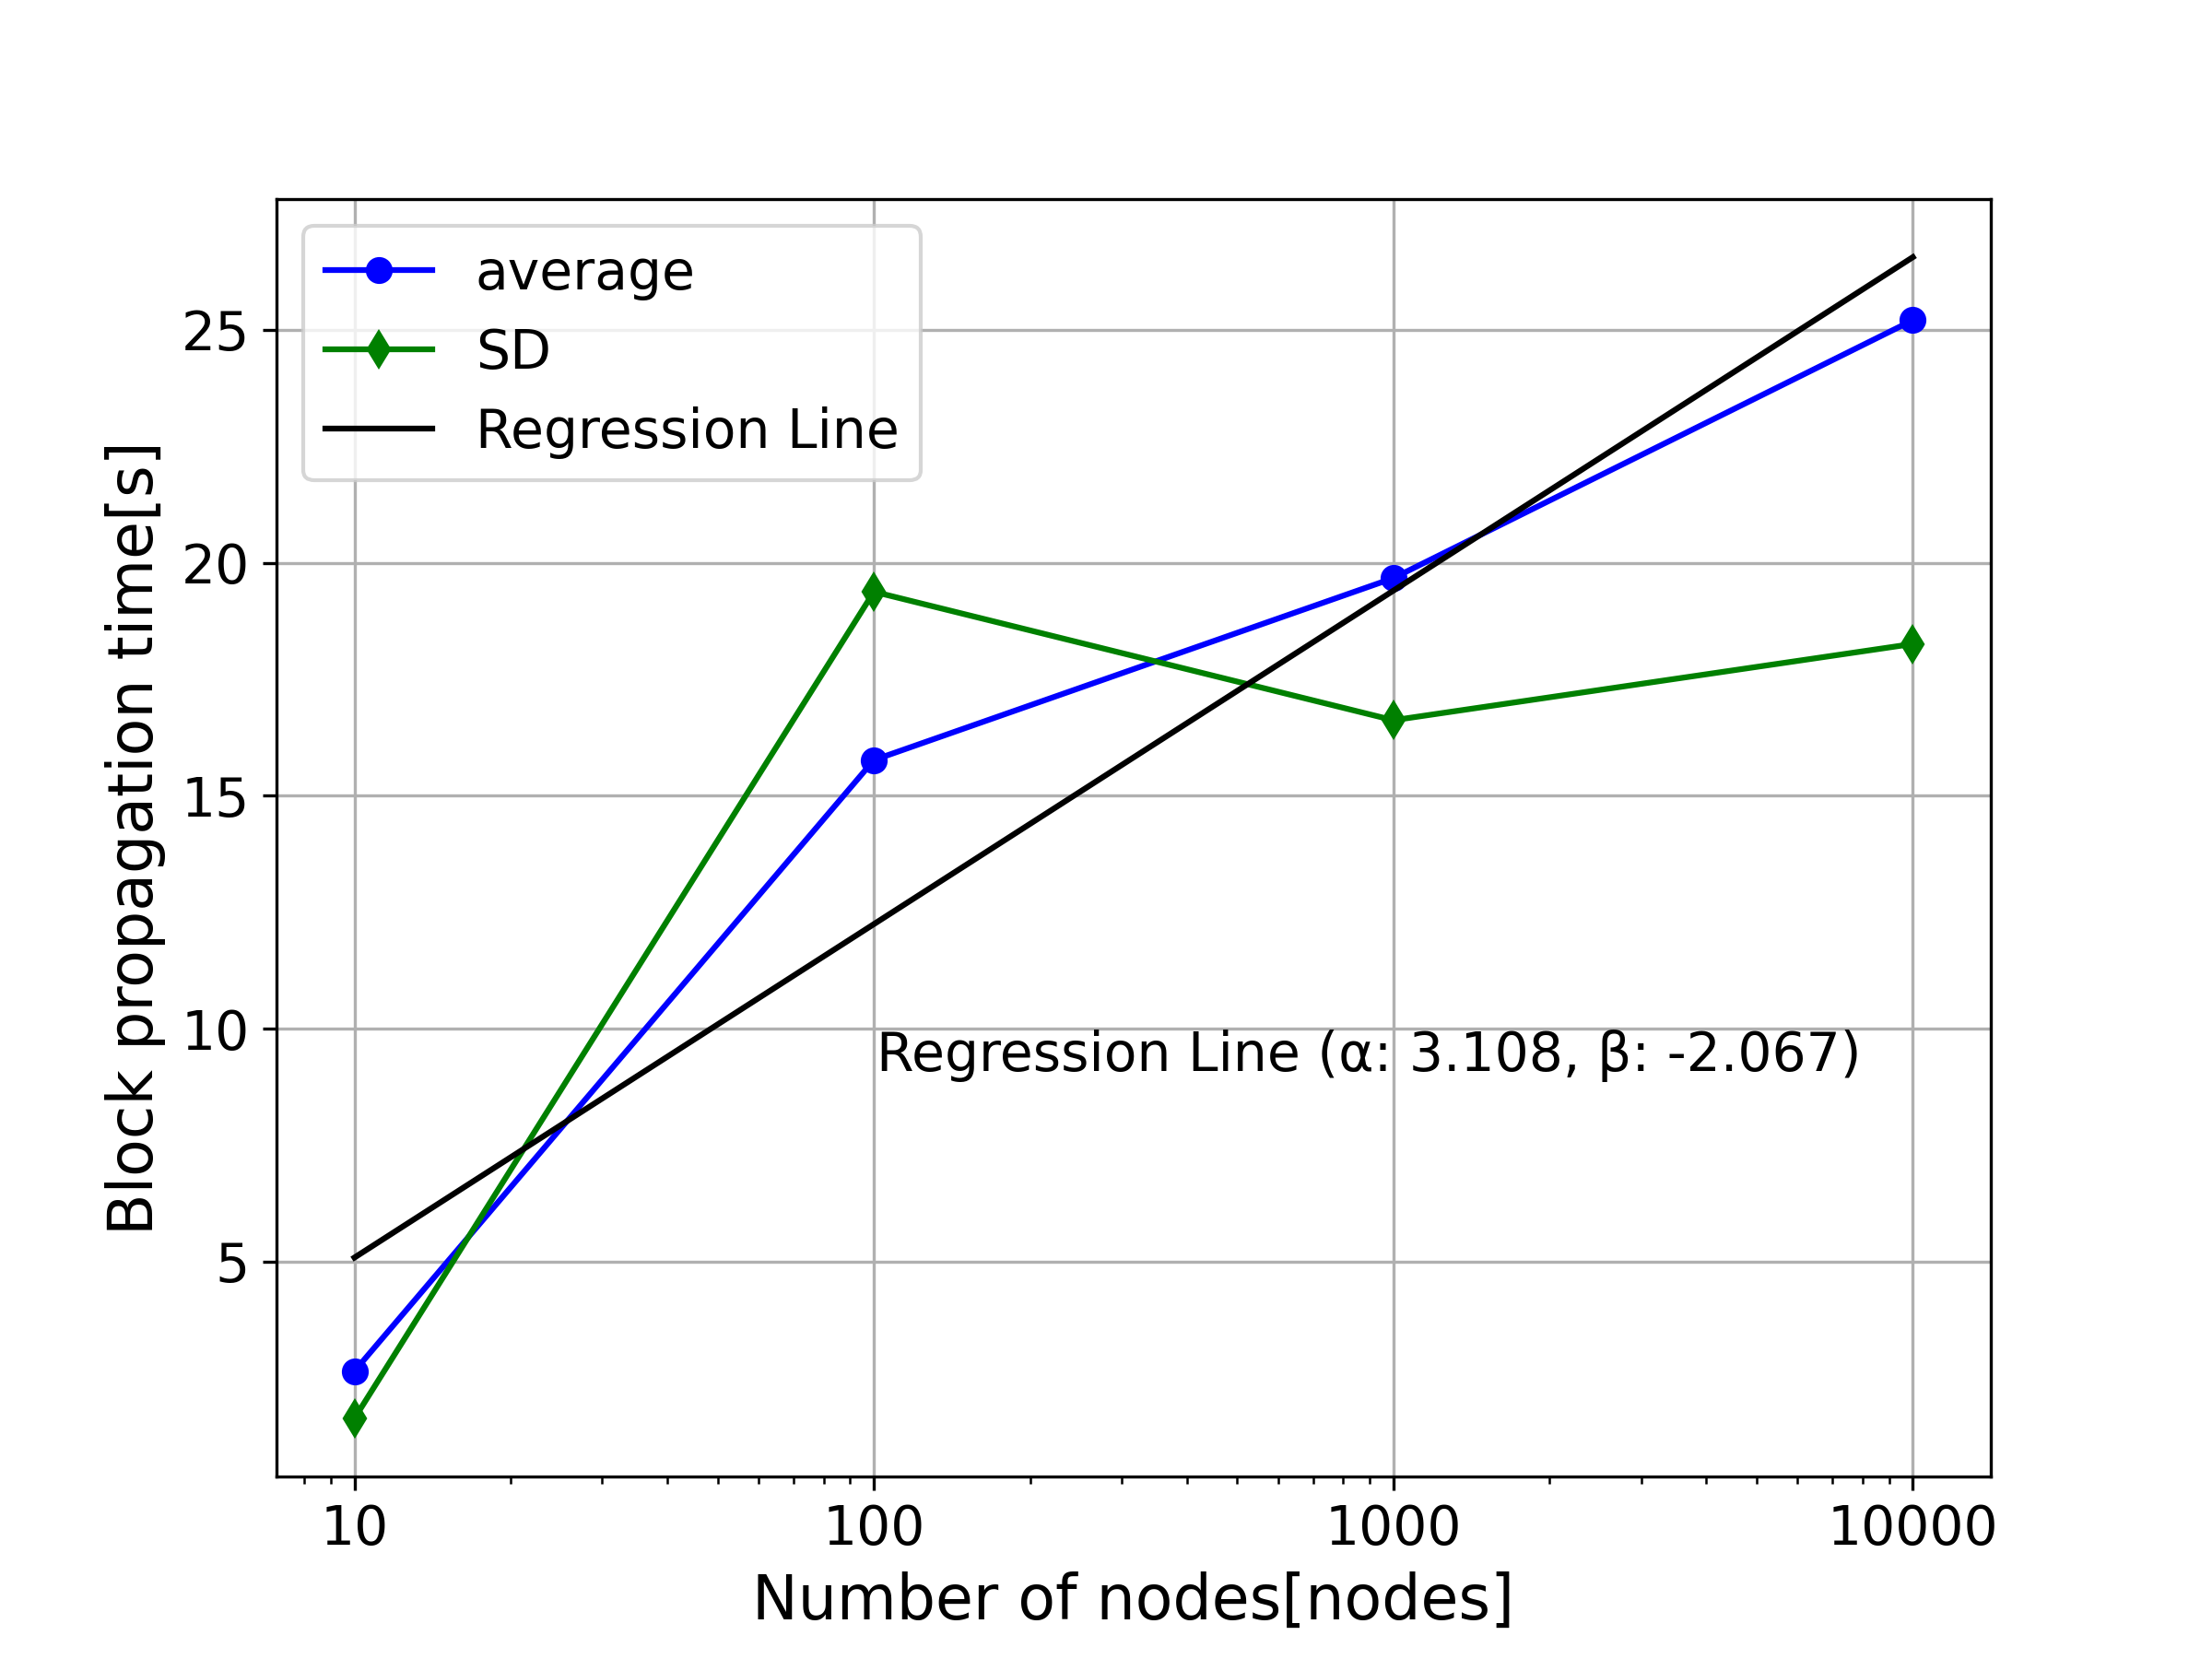 average
SD
Regression Line
25
20
15
10
5
Block propagation time[s]
Regression Line (α: 3.108, β: -2.067)
10
100
1000
10000
Number of nodes[nodes]